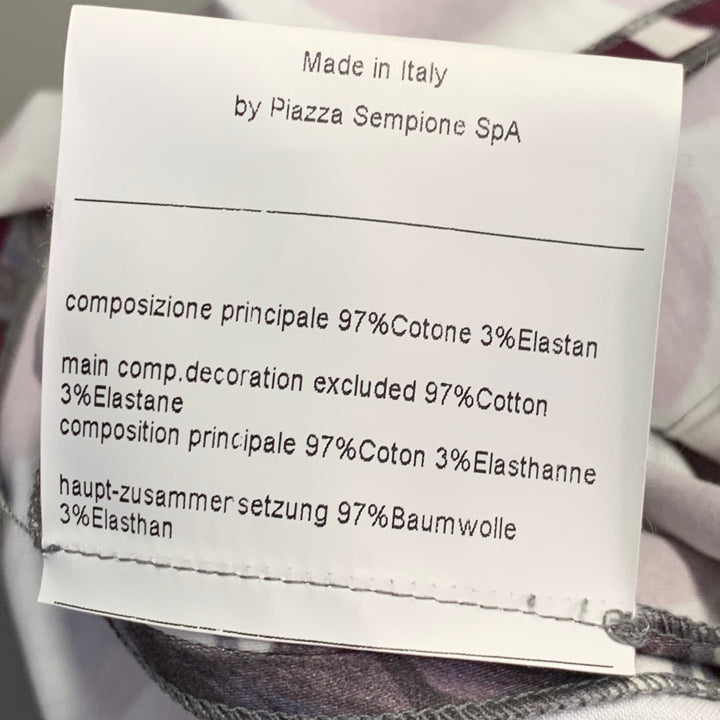 Made in Italy
by Piazza Sempione SpA
composizione principale 97%Cotone 3%Elastan
main comp.decoration excluded 97%Cotton
3%Elastane
composition principale 97%Coton 3%Elasthanne
haupt-zusammersetzung 97%Baumwolle
3%Elasthan